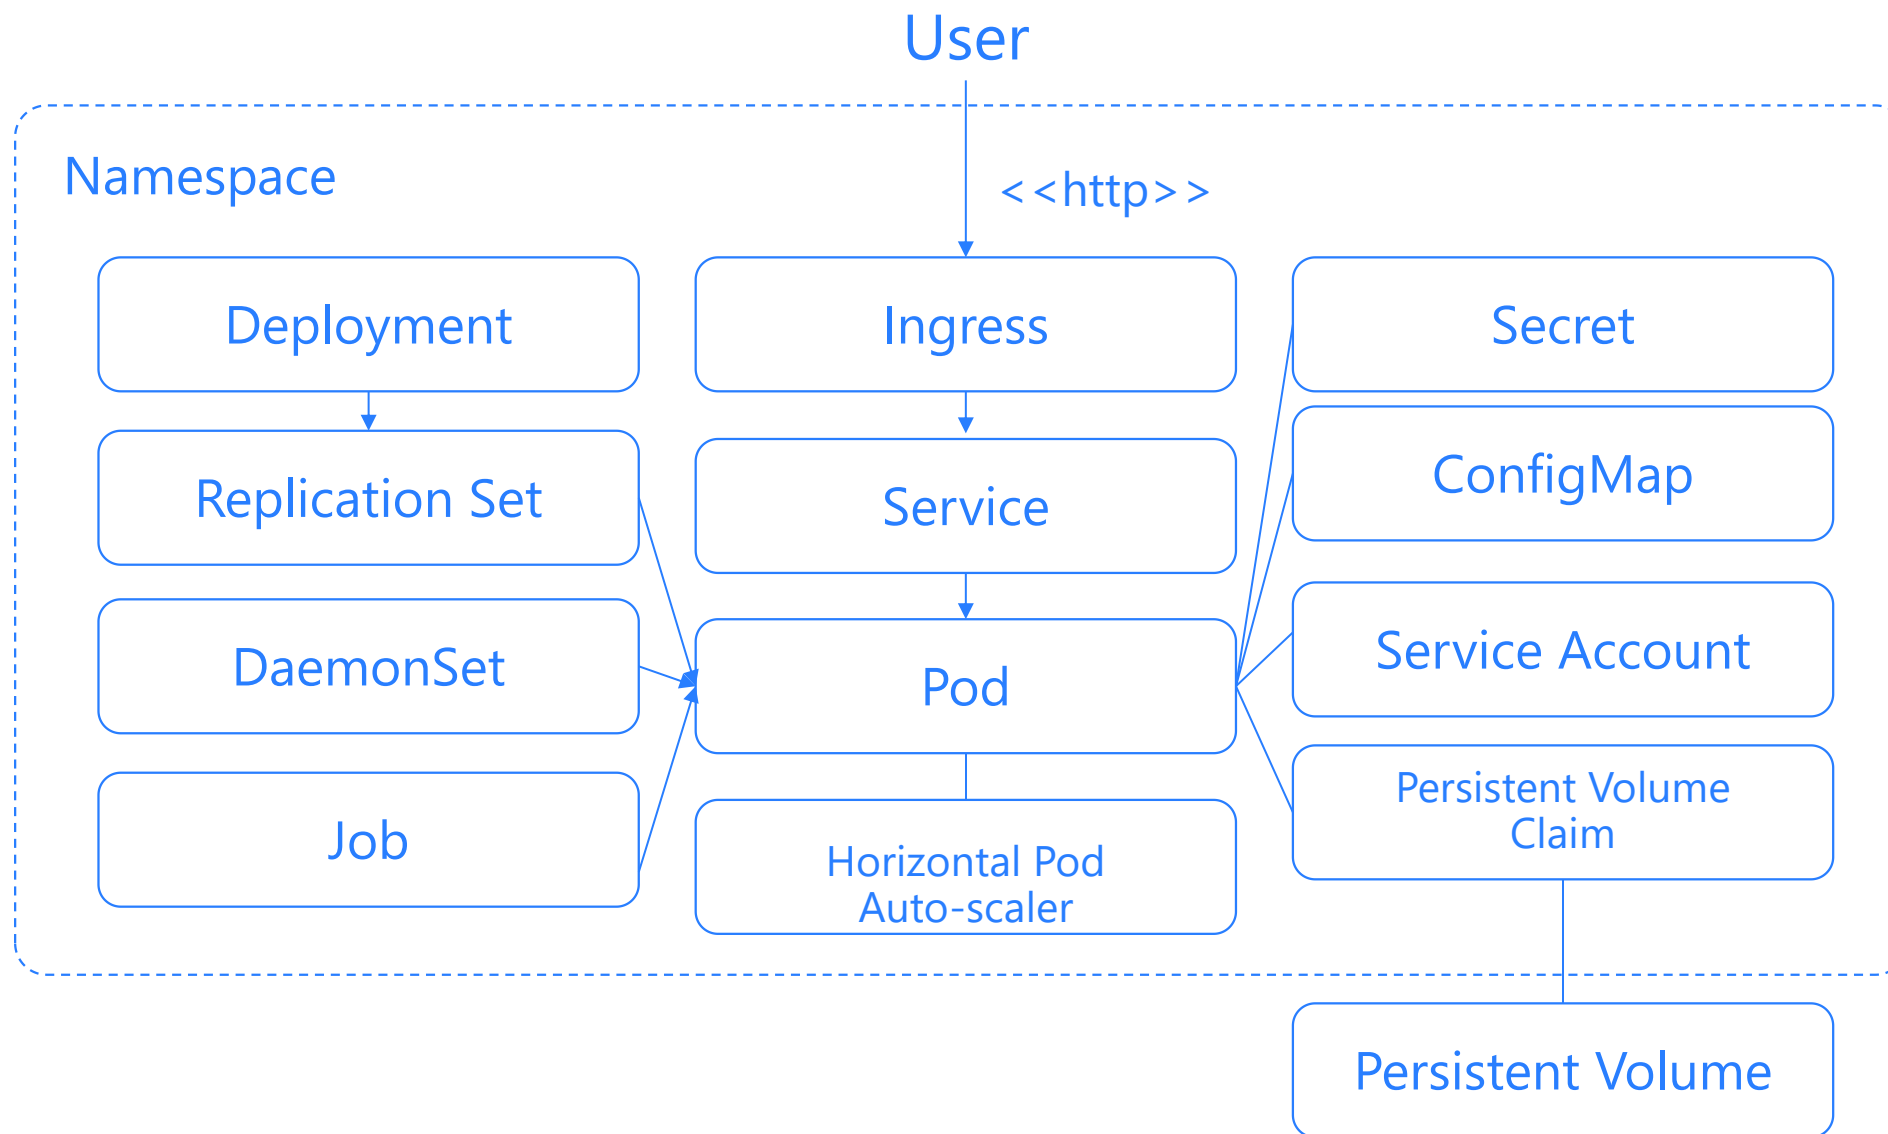 User
Namespace
<<http>>
Deployment
Ingress
Secret
Replication Set
Service
ConfigMap
DaemonSet
Pod
Service Account
Job
Horizontal Pod
Auto-scaler
Persistent Volume
Claim
Persistent Volume